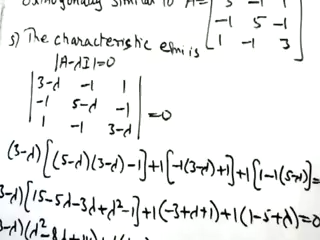 Orthogonally similar to A= [3 -1 1
-1 5 -1
1 -1 3]
s) The characteristic eqn is
|A-λI|=0
|3-λ -1 1|
|-1 5-λ -1| =0
|1 -1 3-λ|
(3-λ)[(5-λ)(3-λ)-1]+1[-1(3-λ)+1]+1[1-1(5-λ)]=0
3-λ)[15-5λ-3λ+λ²-1]+1(-3+λ+1)+1(1-5+λ)=0
3-λ)(λ²-8λ+14)